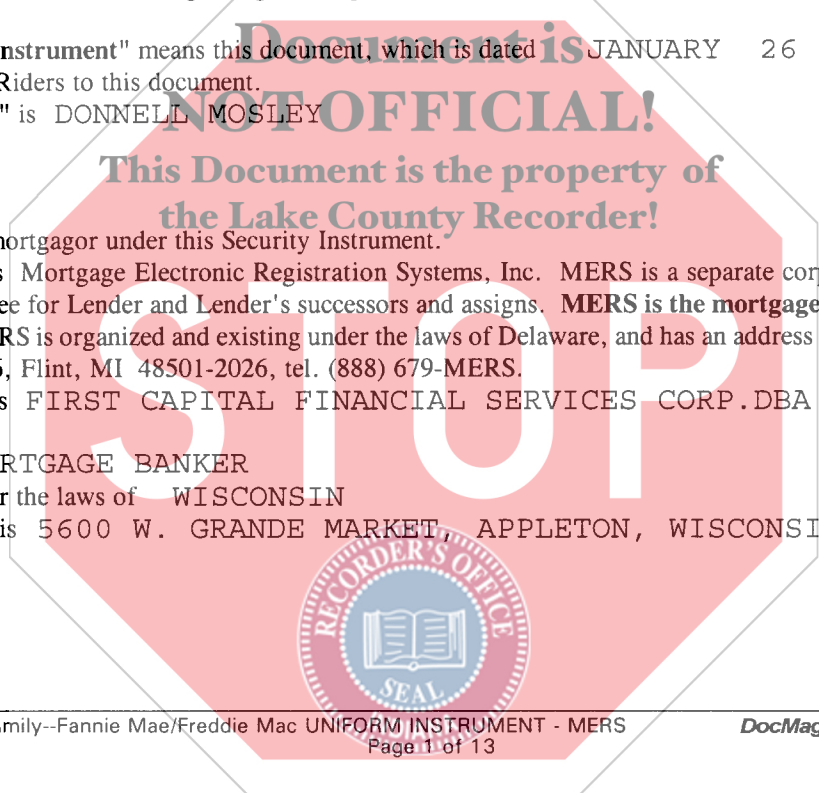 Document is
nstrument" means this document, which is dated JANUARY 26
Riders to this document.
" is DONNELL MOSLEY
NOT OFFICIAL!
This Document is the property of
the Lake County Recorder!
ortgagor under this Security Instrument.
s Mortgage Electronic Registration Systems, Inc. MERS is a separate cor
ee for Lender and Lender's successors and assigns. MERS is the mortgage
RS is organized and existing under the laws of Delaware, and has an address
, Flint, MI 48501-2026, tel. (888) 679-MERS.
s FIRST CAPITAL FINANCIAL SERVICES CORP.DBA
STOP
RTGAGE BANKER
r the laws of WISCONSIN
is 5600 W. GRANDE MARKET, APPLETON, WISCONSI
RECORDER'S OFFICE
SEAL
mily--Fannie Mae/Freddie Mac UNIFORM INSTRUMENT - MERS DocMag
Page 1 of 13